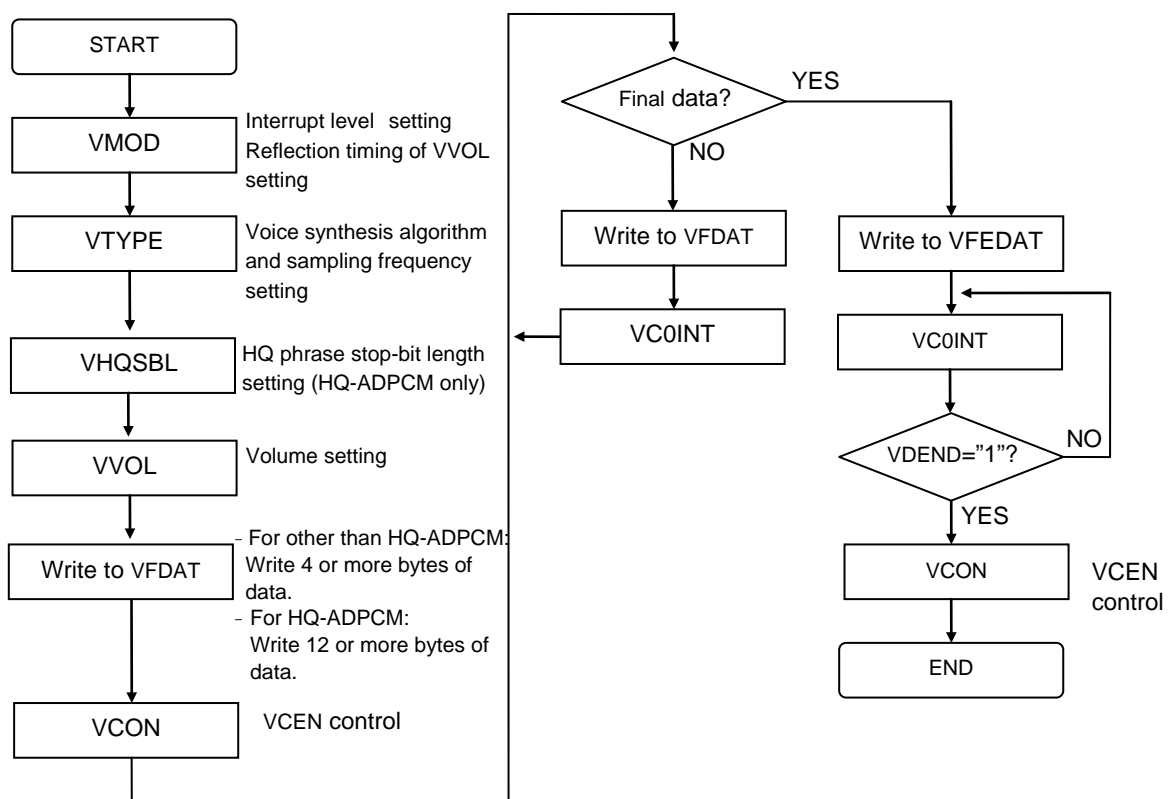 START
VMOD
Interrupt level setting
Reflection timing of VVOL
setting
VTYPE
Voice synthesis algorithm
and sampling frequency
setting
VHQSBL
HQ phrase stop-bit length
setting (HQ-ADPCM only)
VVOL
Volume setting
Write to VFDAT
– For other than HQ-ADPCM:
Write 4 or more bytes of
data.
– For HQ-ADPCM:
Write 12 or more bytes of
data.
VCON
VCEN control
Final data?
YES
NO
Write to VFDAT
VC0INT
Write to VFEDAT
VC0INT
VDEND=”1”?
NO
YES
VCON
VCEN
control
END